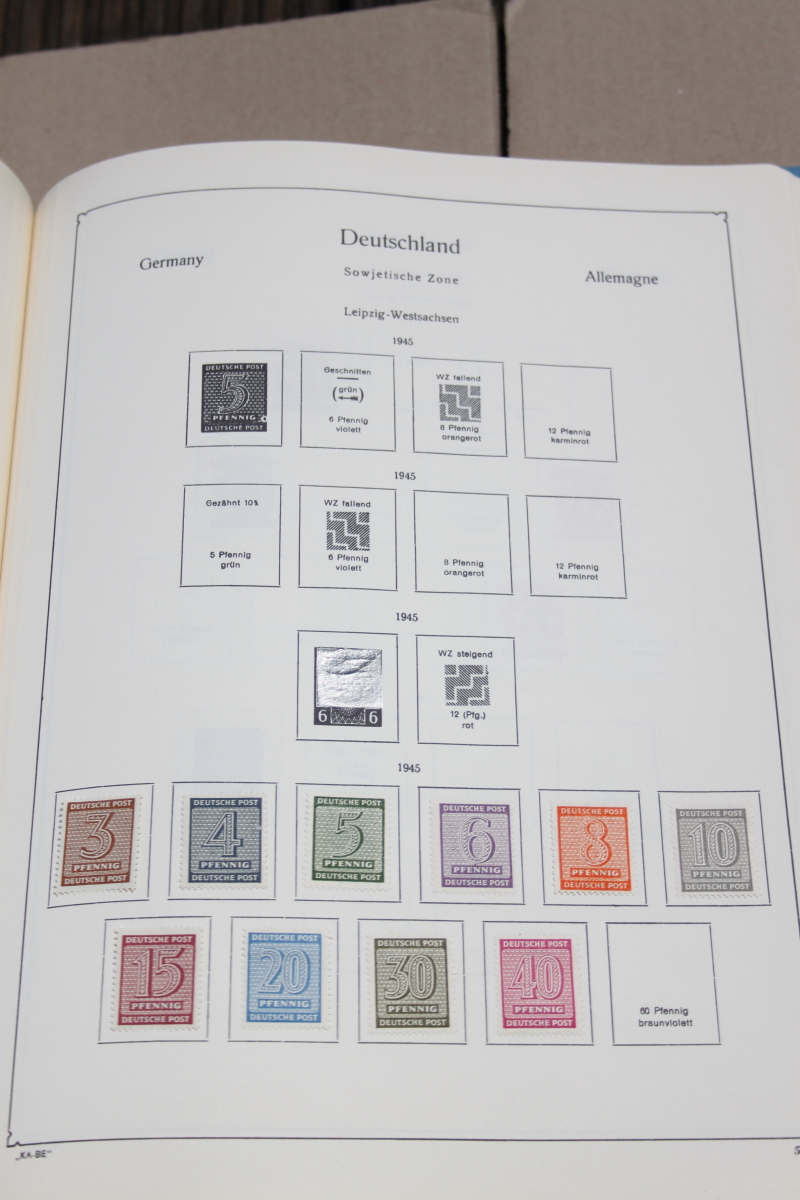 Deutschland
Germany
Sowjetische Zone
Allemagne
Leipzig-Westsachsen
1945
DEUTSCHE POST
5
PFENNIG
DEUTSCHE POST
Geschnitten
(grün)
6 Pfennig
violett
WZ fallend
8 Pfennig
orangerot
12 Pfennig
karminrot
1945
Gezähnt 10¾
5 Pfennig
grün
WZ fallend
6 Pfennig
violett
8 Pfennig
orangerot
12 Pfennig
karminrot
1945
6 6
WZ steigend
12 (Pfg.)
rot
1945
DEUTSCHE POST
3
PFENNIG
DEUTSCHE POST
DEUTSCHE POST
4
PFENNIG
DEUTSCHE POST
DEUTSCHE POST
5
PFENNIG
DEUTSCHE POST
DEUTSCHE POST
6
PFENNIG
DEUTSCHE POST
DEUTSCHE POST
8
PFENNIG
DEUTSCHE POST
DEUTSCHE POST
10
PFENNIG
DEUTSCHE POST
DEUTSCHE POST
15
PFENNIG
DEUTSCHE POST
DEUTSCHE POST
20
PFENNIG
DEUTSCHE POST
DEUTSCHE POST
30
PFENNIG
DEUTSCHE POST
DEUTSCHE POST
40
PFENNIG
DEUTSCHE POST
60 Pfennig
braunviolett
„KA-BE"
5